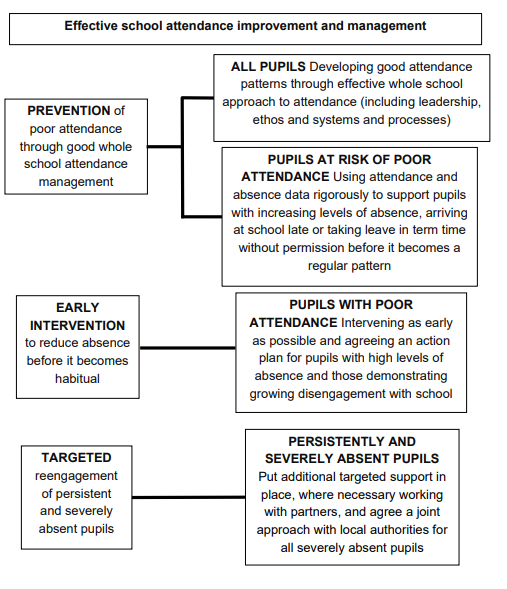 Effective school attendance improvement and management
ALL PUPILS Developing good attendance
patterns through effective whole school
approach to attendance (including leadership,
ethos and systems and processes)
PREVENTION of
poor attendance
through good whole
school attendance
management
PUPILS AT RISK OF POOR
ATTENDANCE Using attendance and
absence data rigorously to support pupils
with increasing levels of absence, arriving
at school late or taking leave in term time
without permission before it becomes a
regular pattern
EARLY
INTERVENTION
to reduce absence
before it becomes
habitual
PUPILS WITH POOR
ATTENDANCE Intervening as early
as possible and agreeing an action
plan for pupils with high levels of
absence and those demonstrating
growing disengagement with school
TARGETED
reengagement
of persistent
and severely
absent pupils
PERSISTENTLY AND
SEVERELY ABSENT PUPILS
Put additional targeted support in
place, where necessary working
with partners, and agree a joint
approach with local authorities for
all severely absent pupils